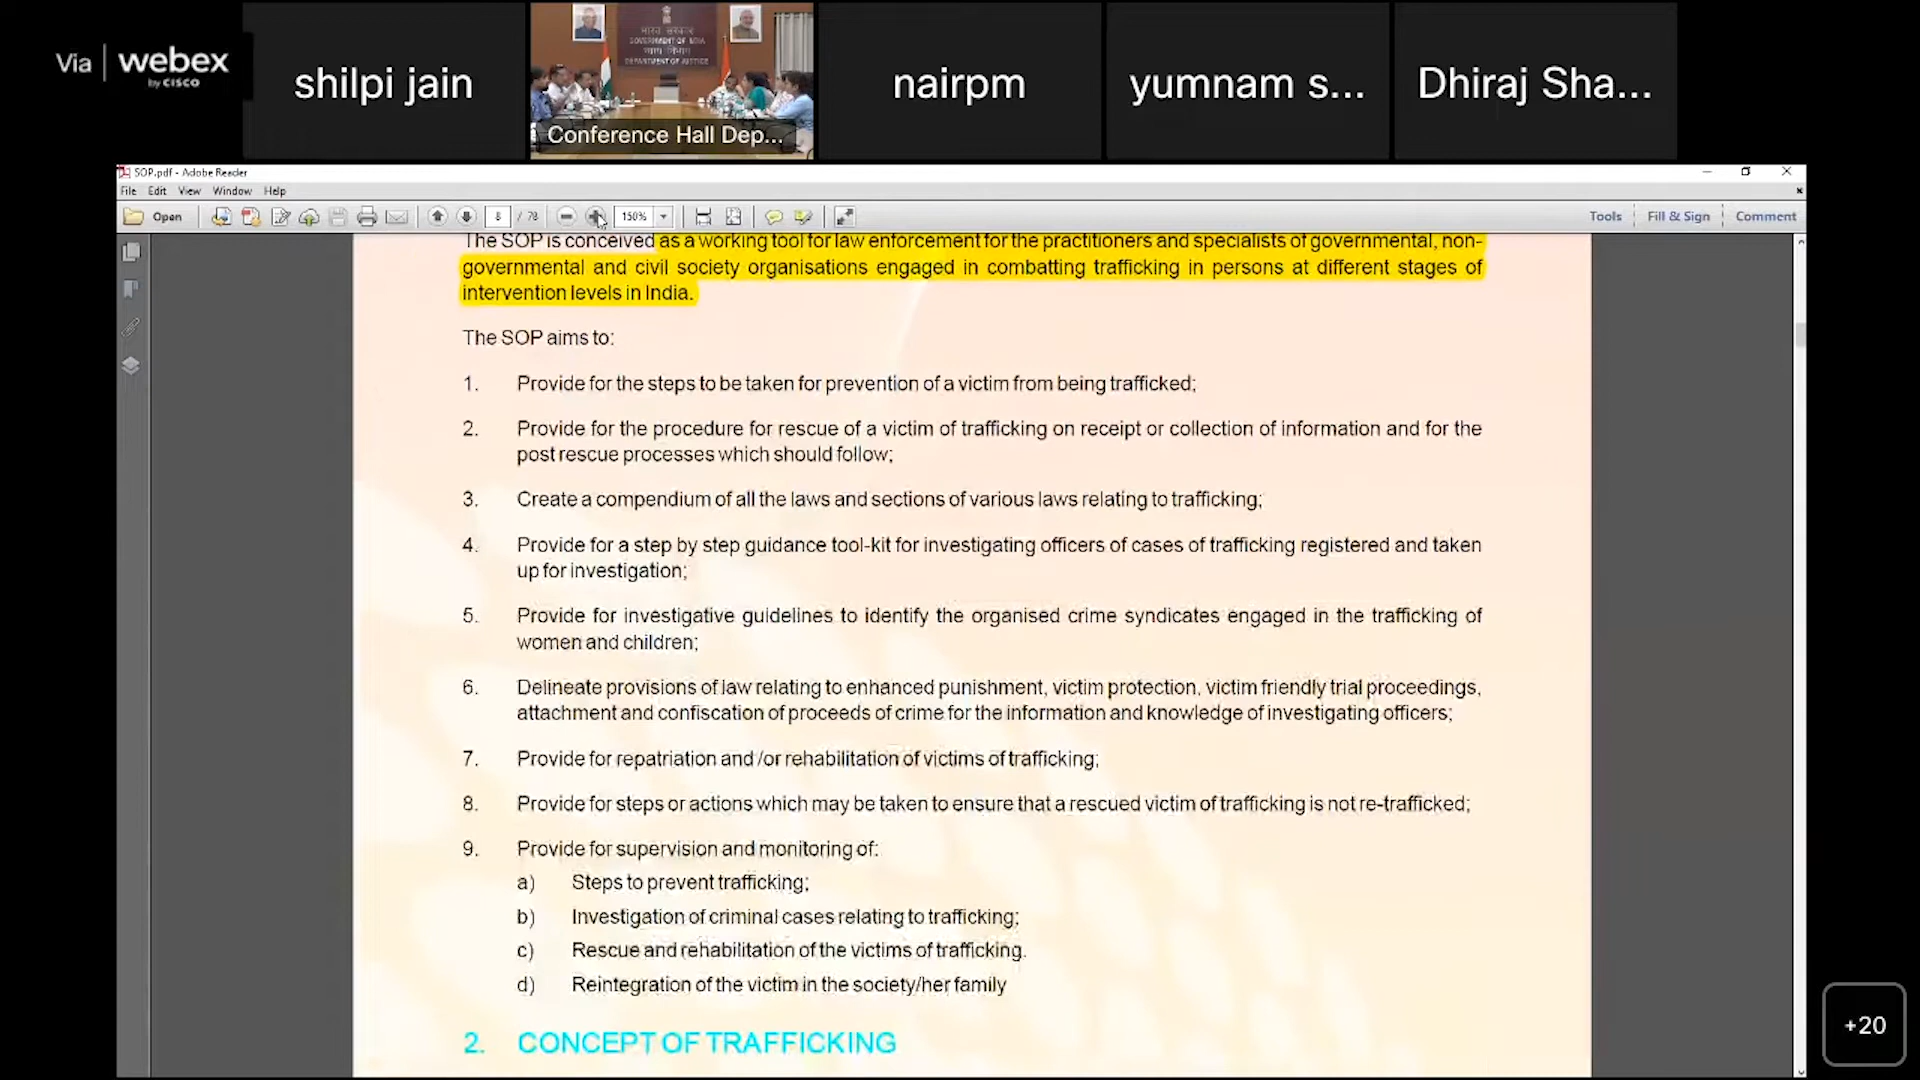 Via webex
by CISCO
shilpi jain
भारत सरकार
GOVERNMENT OF INDIA
न्याय विभाग
DEPARTMENT OF JUSTICE
Conference Hall Dep...
nairpm
yumnam s...
Dhiraj Sha...
SOP.pdf - Adobe Reader
File Edit View Window Help
Open 8 / 78 150% Tools Fill & Sign Comment
The SOP is conceived as a working tool for law enforcement for the practitioners and specialists of governmental, non-
governmental and civil society organisations engaged in combatting trafficking in persons at different stages of
intervention levels in India.
The SOP aims to:
1. Provide for the steps to be taken for prevention of a victim from being trafficked;
2. Provide for the procedure for rescue of a victim of trafficking on receipt or collection of information and for the
post rescue processes which should follow;
3. Create a compendium of all the laws and sections of various laws relating to trafficking;
4. Provide for a step by step guidance tool-kit for investigating officers of cases of trafficking registered and taken
up for investigation;
5. Provide for investigative guidelines to identify the organised crime syndicates engaged in the trafficking of
women and children;
6. Delineate provisions of law relating to enhanced punishment, victim protection, victim friendly trial proceedings,
attachment and confiscation of proceeds of crime for the information and knowledge of investigating officers;
7. Provide for repatriation and /or rehabilitation of victims of trafficking;
8. Provide for steps or actions which may be taken to ensure that a rescued victim of trafficking is not re-trafficked;
9. Provide for supervision and monitoring of:
a) Steps to prevent trafficking;
b) Investigation of criminal cases relating to trafficking;
c) Rescue and rehabilitation of the victims of trafficking.
d) Reintegration of the victim in the society/her family
2. CONCEPT OF TRAFFICKING
+20